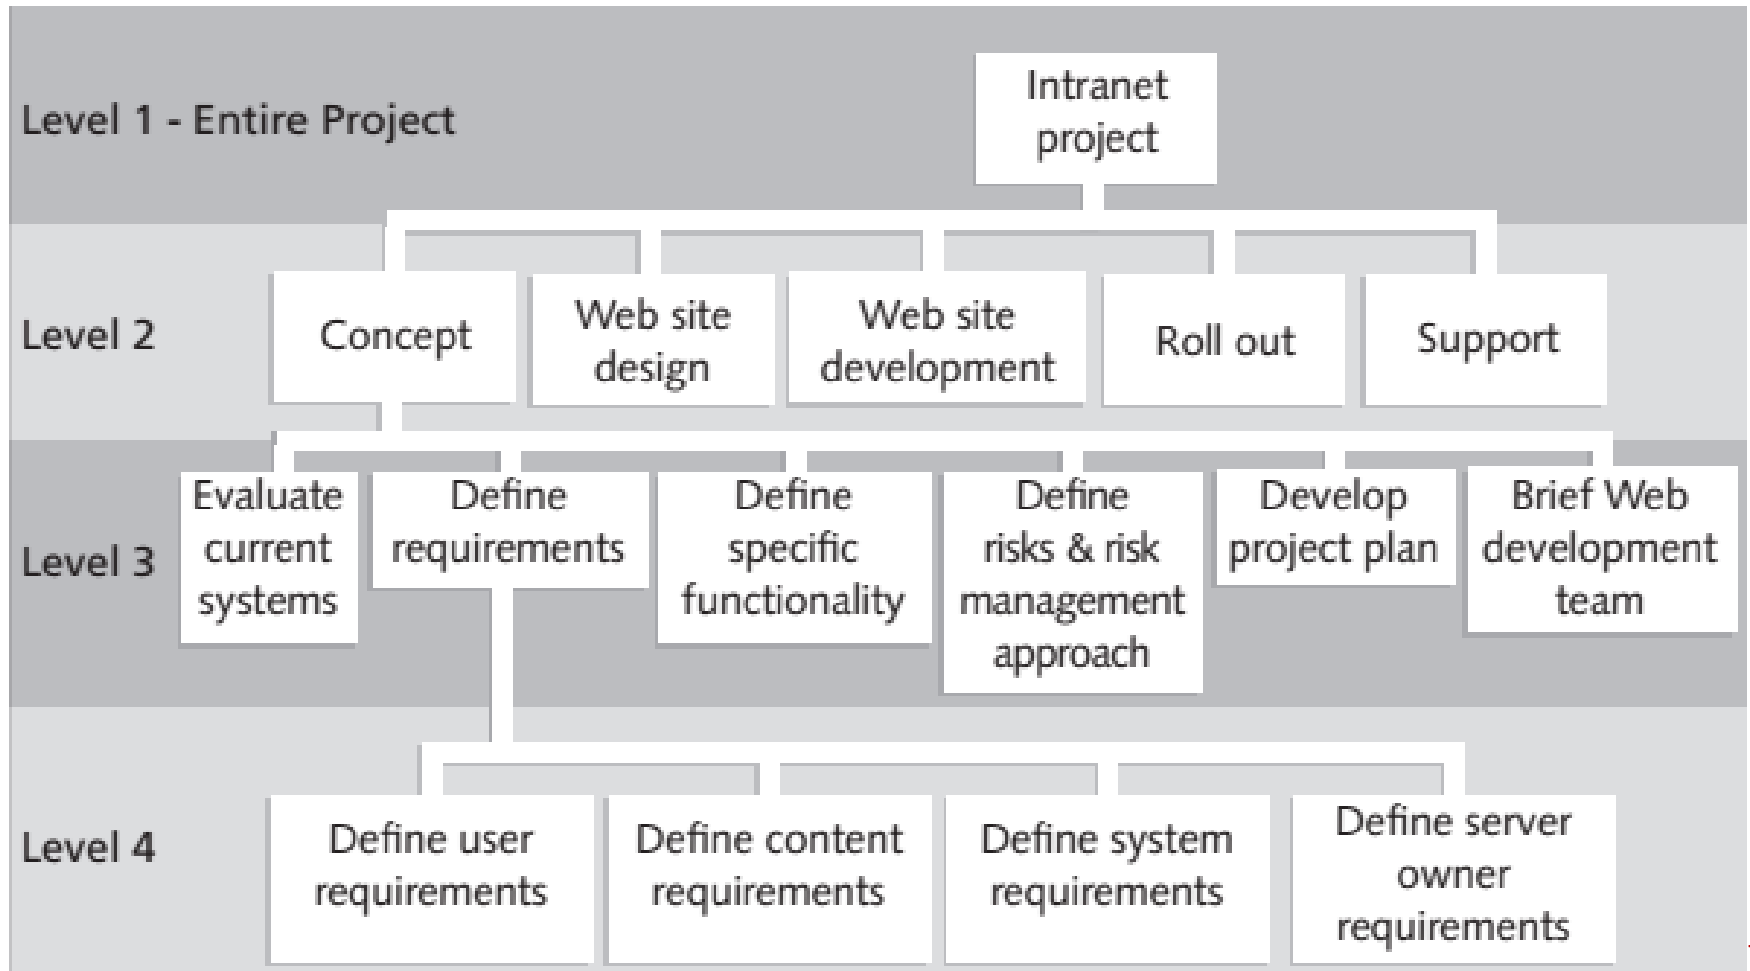 Level 1 - Entire Project
Intranet
project
Level 2
Concept
Web site
design
Web site
development
Roll out
Support
Level 3
Evaluate
current
systems
Define
requirements
Define
specific
functionality
Define
risks & risk
management
approach
Develop
project plan
Brief Web
development
team
Level 4
Define user
requirements
Define content
requirements
Define system
requirements
Define server
owner
requirements